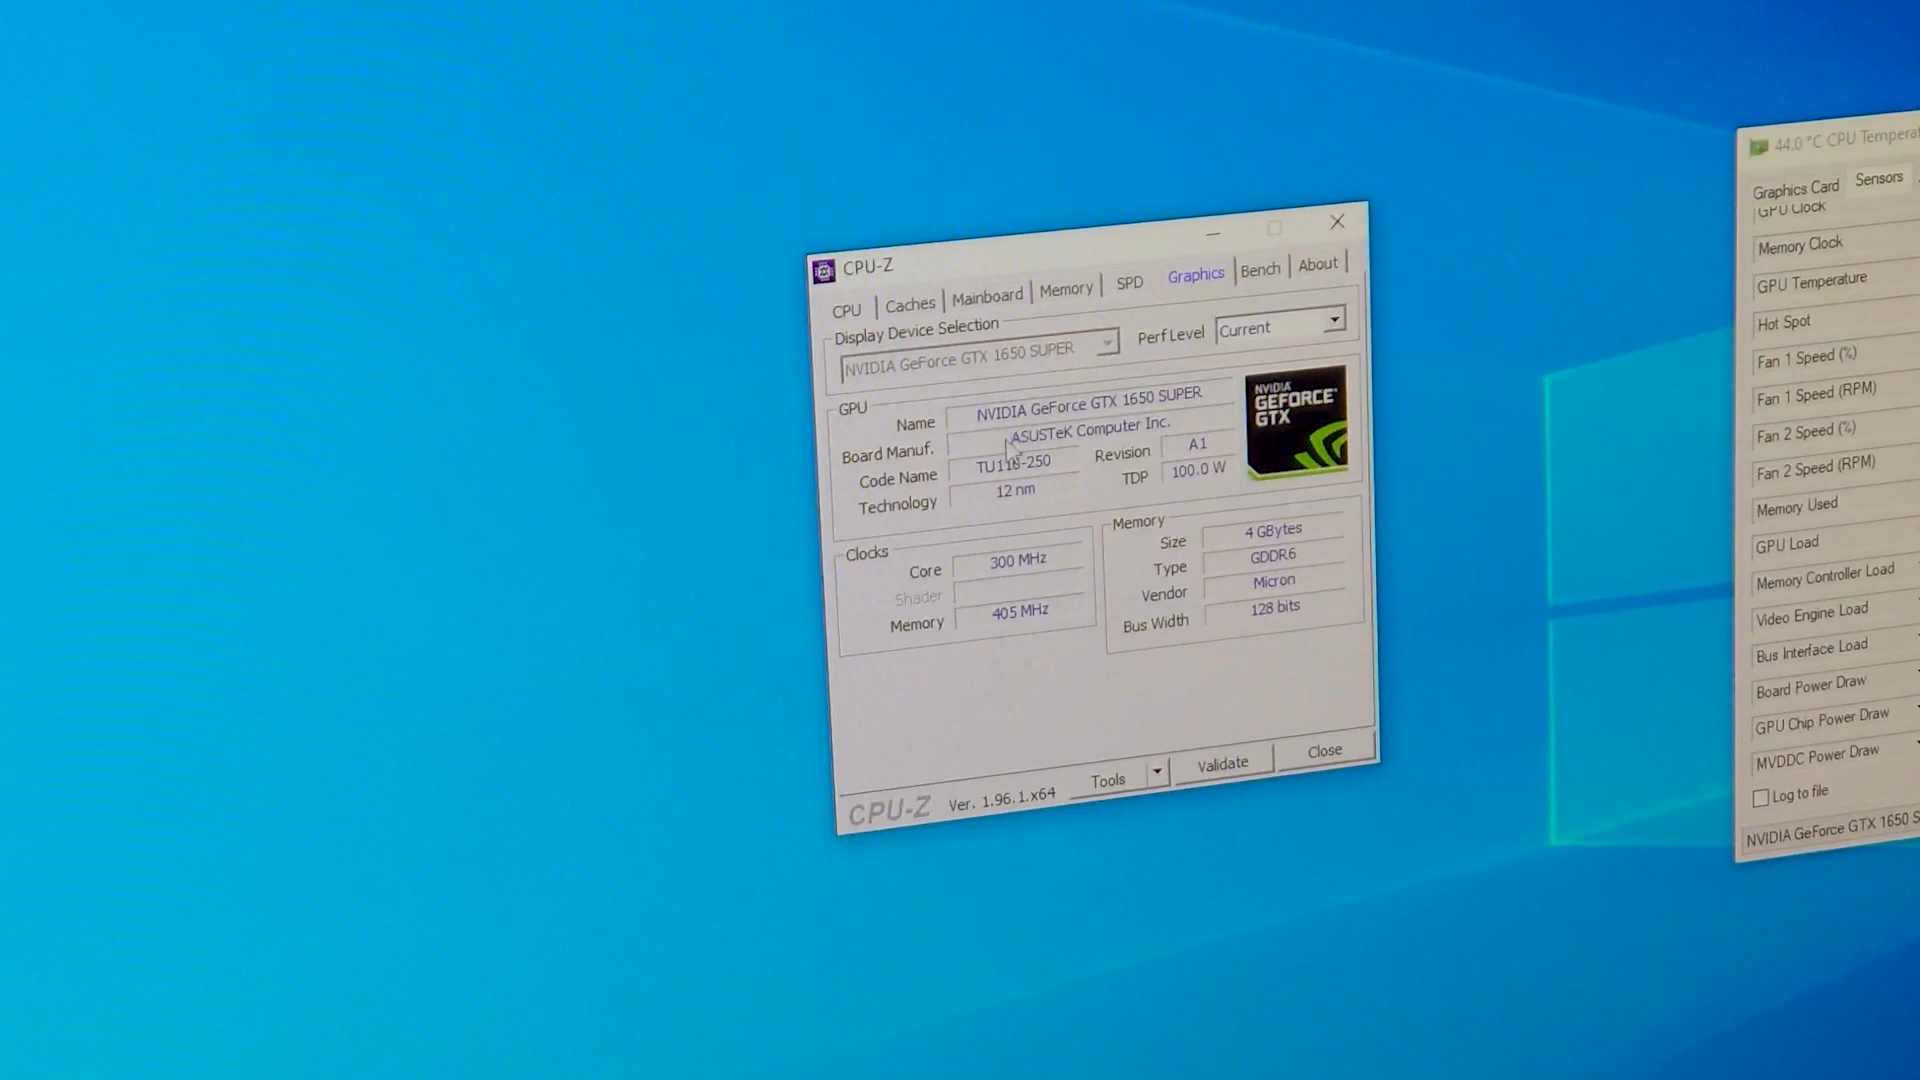 CPU-Z
CPU Caches Mainboard Memory SPD Graphics Bench About
Display Device Selection
NVIDIA GeForce GTX 1650 SUPER Perf Level Current
GPU
Name NVIDIA GeForce GTX 1650 SUPER
Board Manuf. ASUSTeK Computer Inc.
Code Name TU116-250 Revision A1
Technology 12 nm TDP 100.0 W
NVIDIA
GEFORCE
GTX
Clocks
Core 300 MHz
Shader
Memory 405 MHz
Memory
Size 4 GBytes
Type GDDR6
Vendor Micron
Bus Width 128 bits
CPU-Z Ver. 1.96.1.x64 Tools Validate Close
44.0 °C CPU Temperat
Graphics Card Sensors
GPU Clock
Memory Clock
GPU Temperature
Hot Spot
Fan 1 Speed (%)
Fan 1 Speed (RPM)
Fan 2 Speed (%)
Fan 2 Speed (RPM)
Memory Used
GPU Load
Memory Controller Load
Video Engine Load
Bus Interface Load
Board Power Draw
GPU Chip Power Draw
MVDDC Power Draw
Log to file
NVIDIA GeForce GTX 1650 S